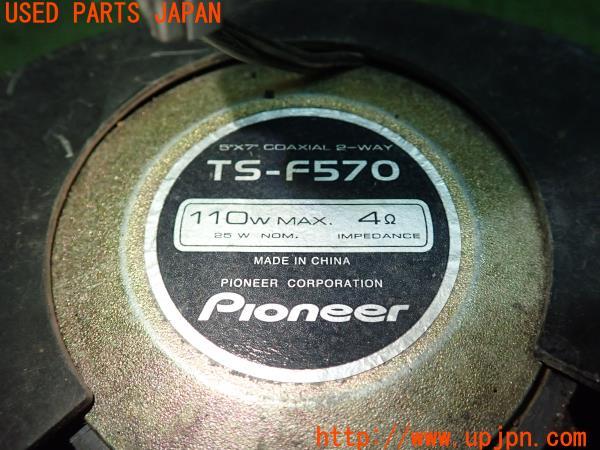 USED PARTS JAPAN
5"X7" COAXIAL 2-WAY
TS-F570
110W MAX. 4Ω
25 W NOM. IMPEDANCE
MADE IN CHINA
PIONEER CORPORATION
Pioneer
http://www.upjpn.com